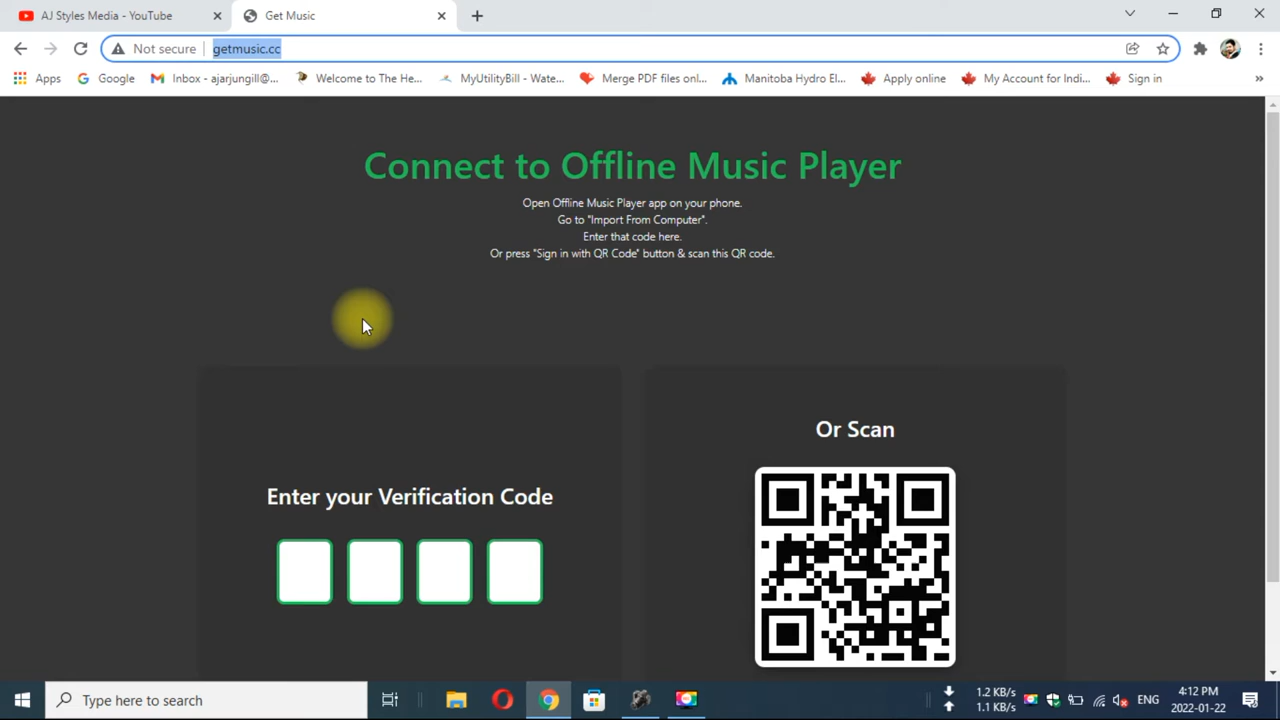 AJ Styles Media - YouTube
Get Music
Not secure
getmusic.cc
Apps
Google
Inbox - ajarjungill@...
Welcome to The He...
MyUtilityBill - Wate...
Merge PDF files onl...
Manitoba Hydro El...
Apply online
My Account for Indi...
Sign in
»
Connect to Offline Music Player
Open Offline Music Player app on your phone.
Go to "Import From Computer".
Enter that code here.
Or press "Sign in with QR Code" button & scan this QR code.
Enter your Verification Code
Or Scan
Type here to search
1.2 KB/s
1.1 KB/s
ENG
4:12 PM
2022-01-22